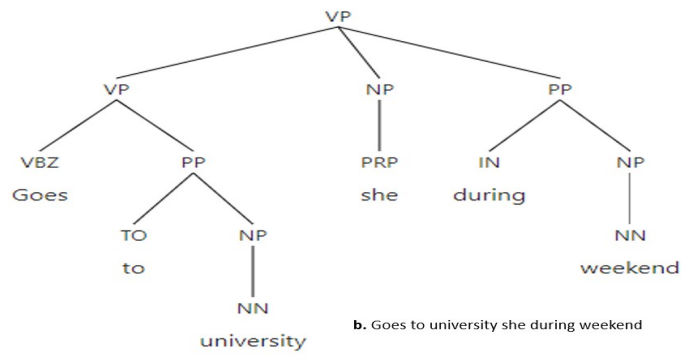 VP
VP NP PP
VBZ PP PRP IN NP
Goes she during
TO NP NN
to weekend
NN
b. Goes to university she during weekend
university